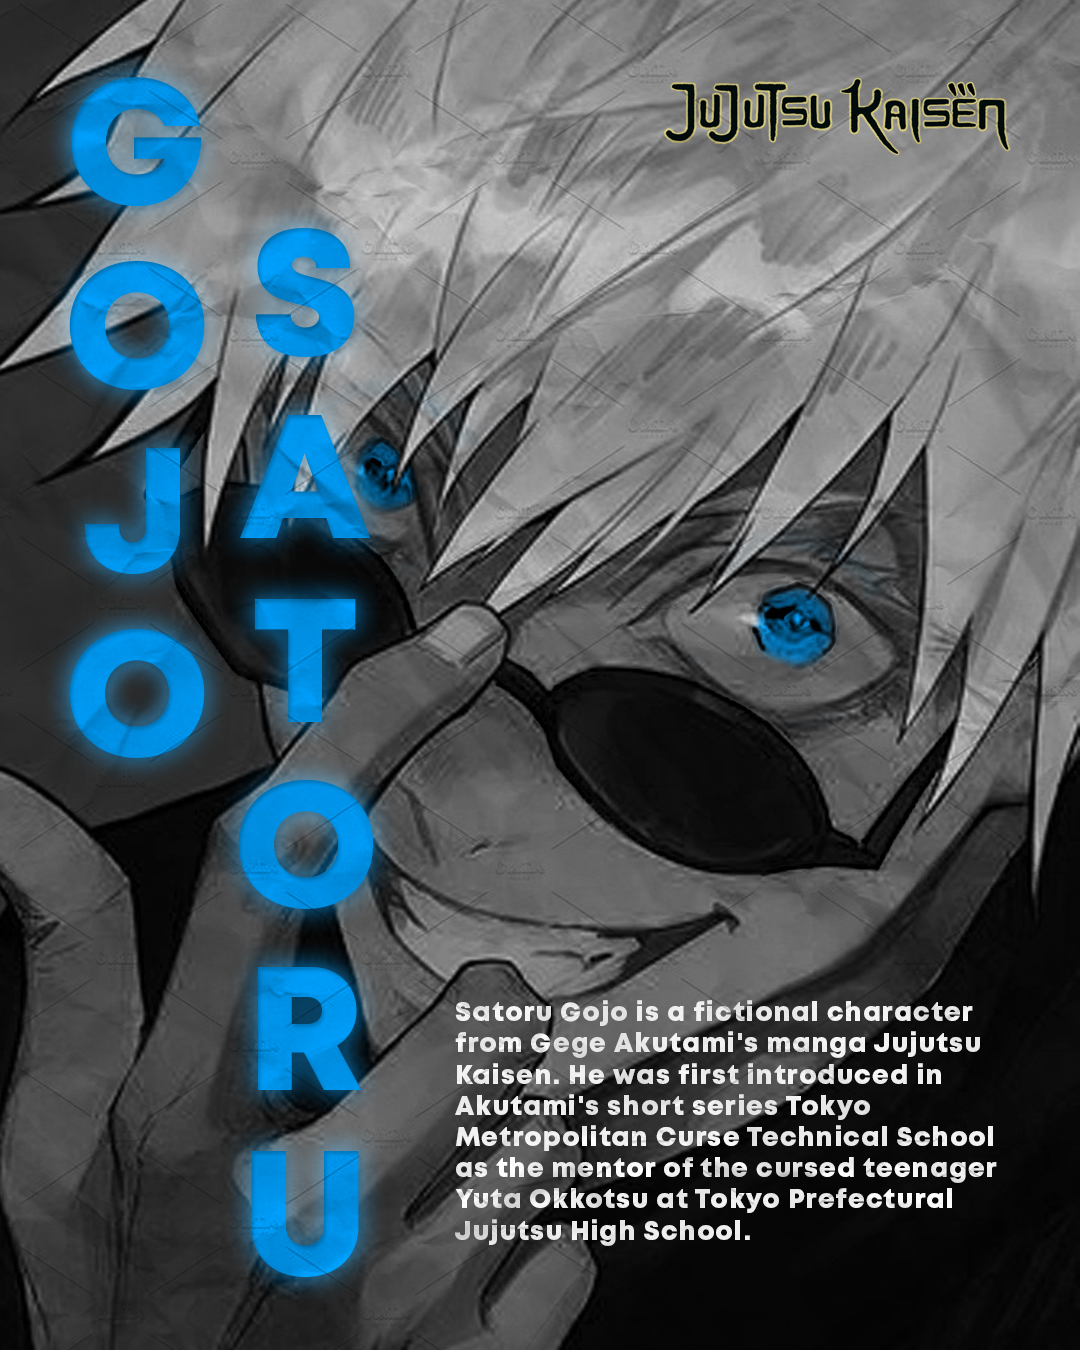 GOJO
SATORU
JUJUTSU KAISEN
Satoru Gojo is a fictional character
from Gege Akutami's manga Jujutsu
Kaisen. He was first introduced in
Akutami's short series Tokyo
Metropolitan Curse Technical School
as the mentor of the cursed teenager
Yuta Okkotsu at Tokyo Prefectural
Jujutsu High School.